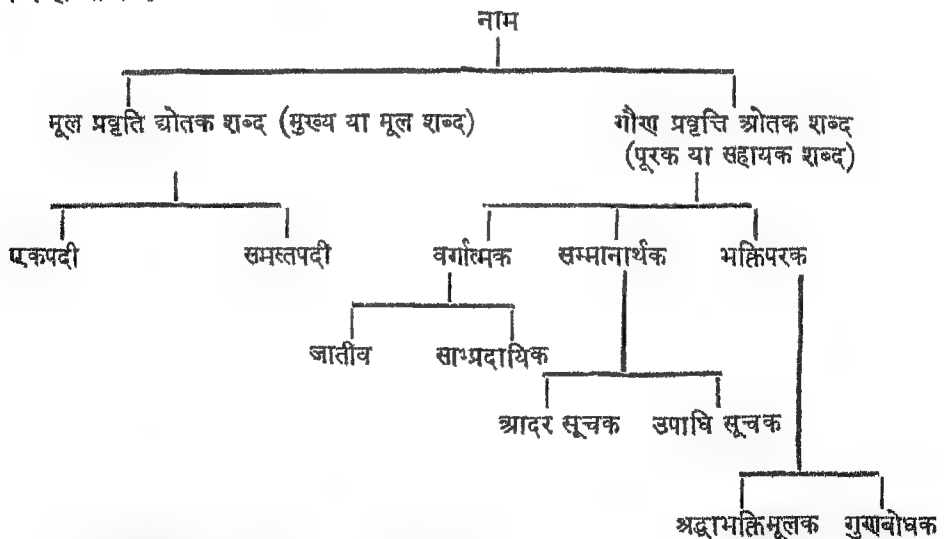 नाम
मूल प्रवृति द्योतक शब्द (मुख्य या मूल शब्द)
गौण प्रवृत्ति द्योतक शब्द
(पूरक या सहायक शब्द)
एकपदी समस्तपदी वर्गात्मक सम्मानार्थक भक्तिपरक
जातीव साम्प्रदायिक
आदर सूचक उपाधि सूचक
श्रद्धाभक्तिमूलक गुणबोधक